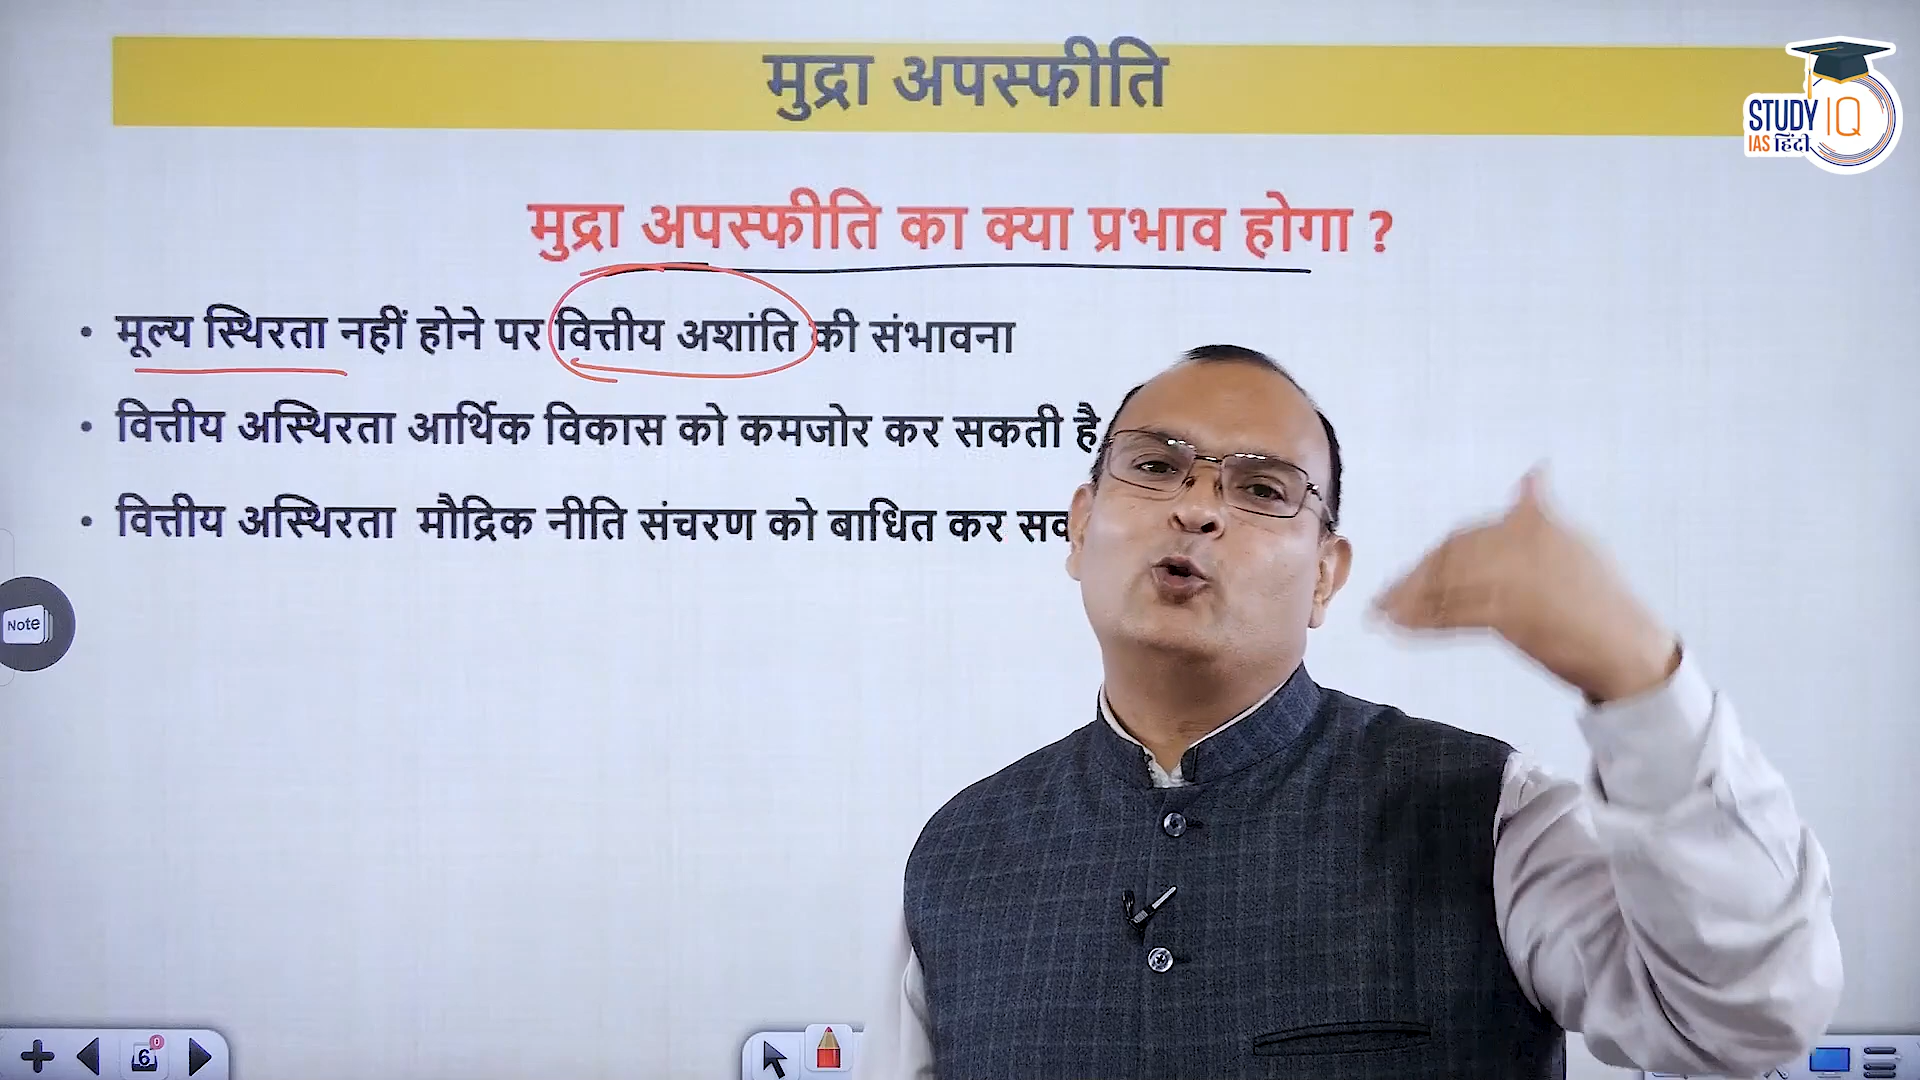 मुद्रा अपस्फीति
STUDY IQ
IAS हिंदी
मुद्रा अपस्फीति का क्या प्रभाव होगा ?
• मूल्य स्थिरता नहीं होने पर वित्तीय अशांति की संभावना
• वित्तीय अस्थिरता आर्थिक विकास को कमजोर कर सकती है
• वित्तीय अस्थिरता मौद्रिक नीति संचरण को बाधित कर
Note
6
0